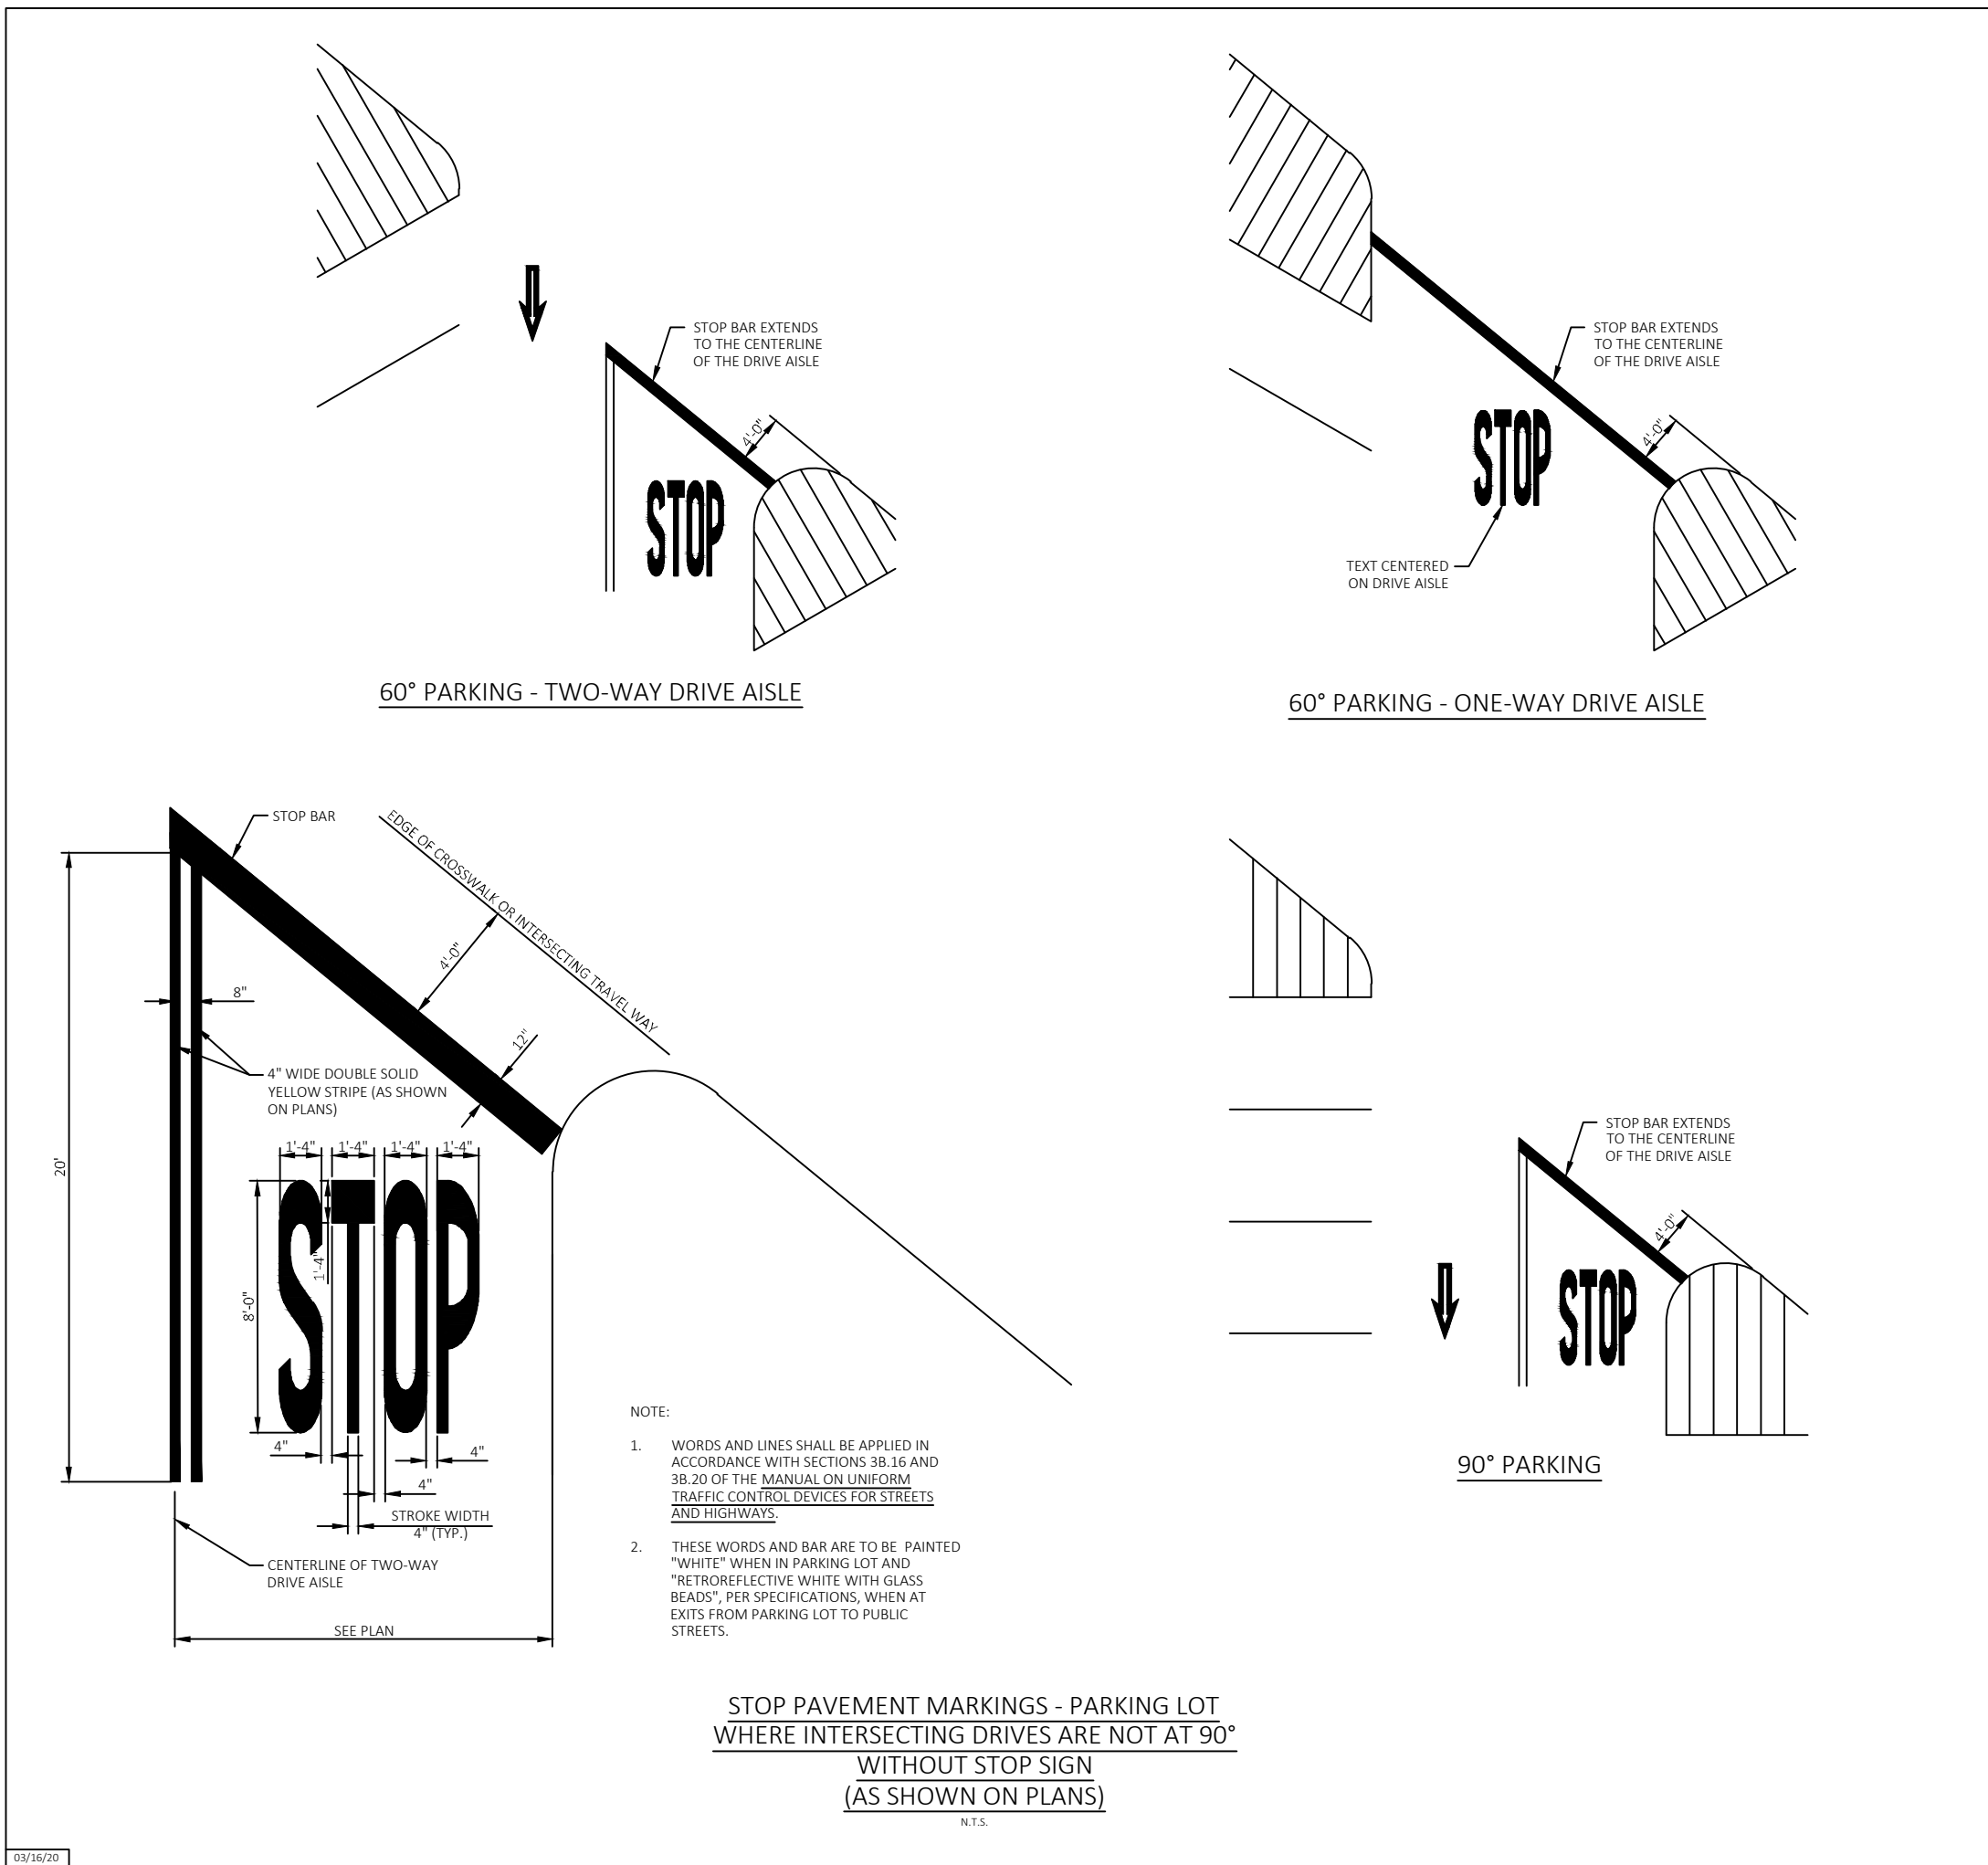 STOP BAR EXTENDS
TO THE CENTERLINE
OF THE DRIVE AISLE
4'-0"
STOP
60° PARKING - TWO-WAY DRIVE AISLE
STOP BAR EXTENDS
TO THE CENTERLINE
OF THE DRIVE AISLE
4'-0"
STOP
TEXT CENTERED
ON DRIVE AISLE
60° PARKING - ONE-WAY DRIVE AISLE
STOP BAR
EDGE OF CROSSWALK OR INTERSECTING TRAVEL WAY
4'-0"
8"
12"
4" WIDE DOUBLE SOLID
YELLOW STRIPE (AS SHOWN
ON PLANS)
20'
1'-4"
1'-4"
1'-4"
1'-4"
1'-4"
8'-0"
STOP
4"
4"
4"
STROKE WIDTH
4" (TYP.)
CENTERLINE OF TWO-WAY
DRIVE AISLE
SEE PLAN
STOP BAR EXTENDS
TO THE CENTERLINE
OF THE DRIVE AISLE
4'-0"
STOP
90° PARKING
NOTE:
1. WORDS AND LINES SHALL BE APPLIED IN
ACCORDANCE WITH SECTIONS 3B.16 AND
3B.20 OF THE MANUAL ON UNIFORM
TRAFFIC CONTROL DEVICES FOR STREETS
AND HIGHWAYS.
2. THESE WORDS AND BAR ARE TO BE PAINTED
"WHITE" WHEN IN PARKING LOT AND
"RETROREFLECTIVE WHITE WITH GLASS
BEADS", PER SPECIFICATIONS, WHEN AT
EXITS FROM PARKING LOT TO PUBLIC
STREETS.
STOP PAVEMENT MARKINGS - PARKING LOT
WHERE INTERSECTING DRIVES ARE NOT AT 90°
WITHOUT STOP SIGN
(AS SHOWN ON PLANS)
N.T.S.
03/16/20